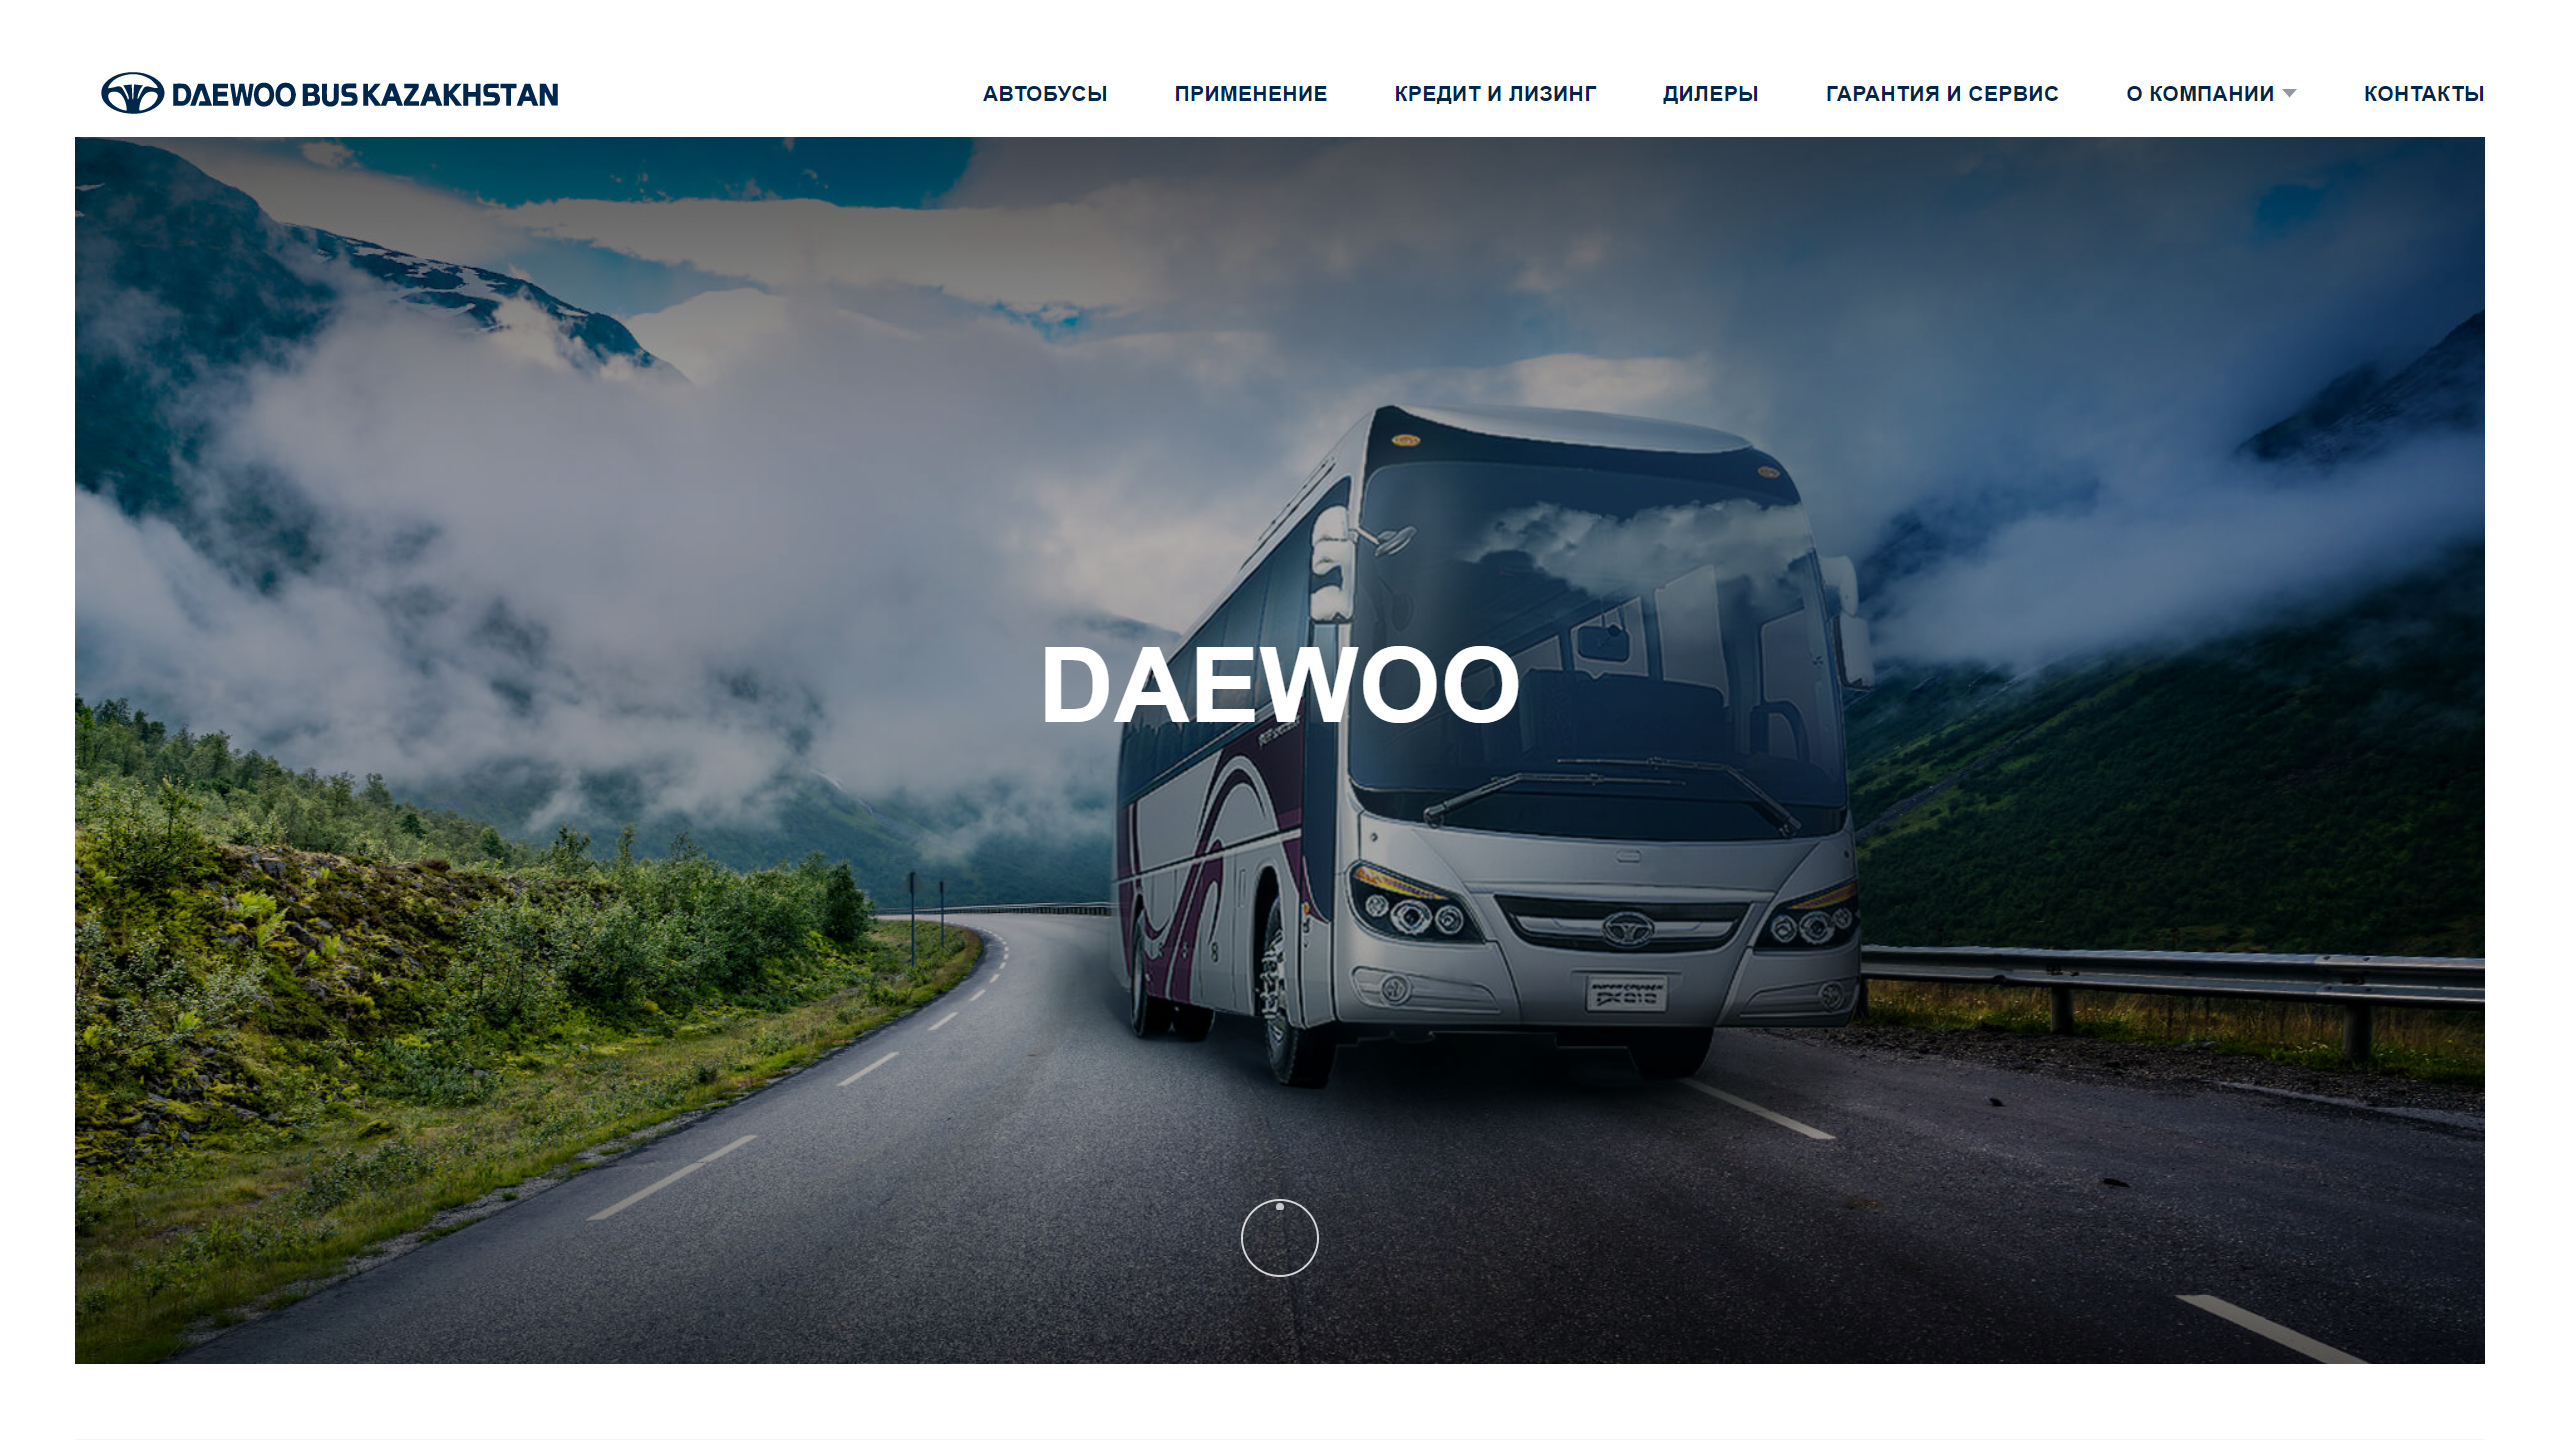 DAEWOO BUS KAZAKHSTAN
АВТОБУСЫ
ПРИМЕНЕНИЕ
КРЕДИТ И ЛИЗИНГ
ДИЛЕРЫ
ГАРАНТИЯ И СЕРВИС
О КОМПАНИИ
КОНТАКТЫ
DAEWOO